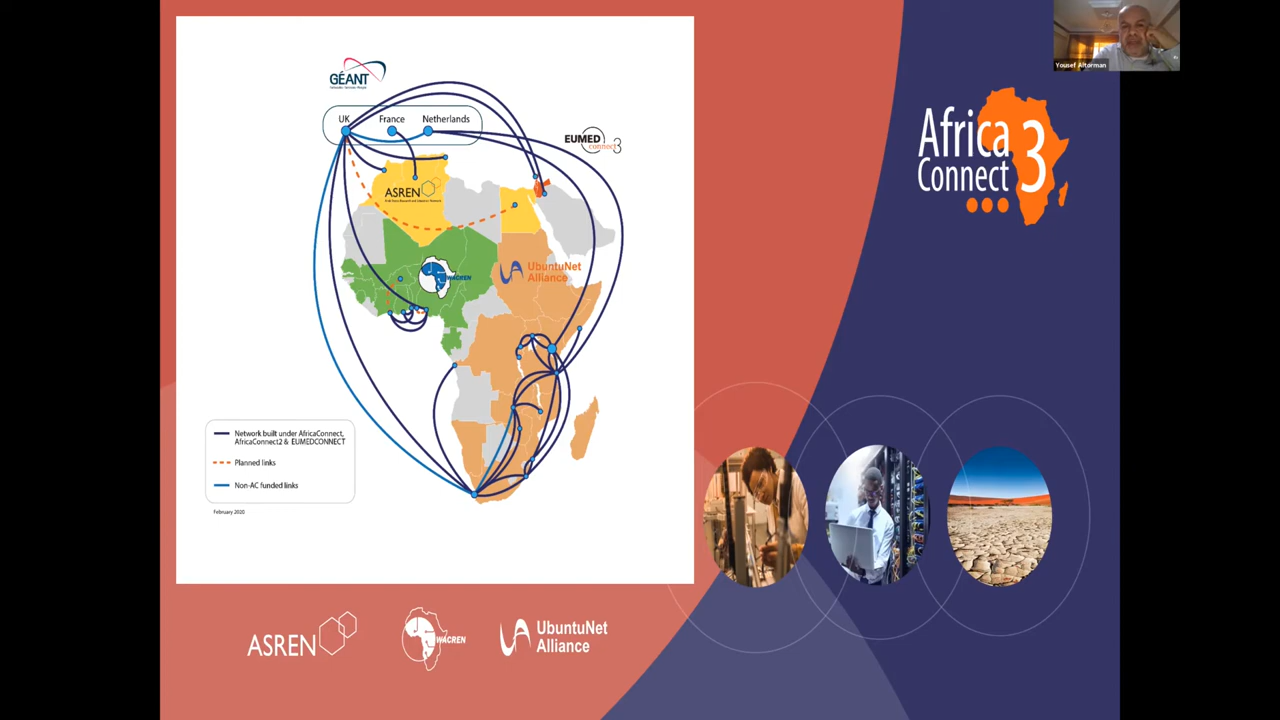 Yousef Altorman
GÉANT
UK
France
Netherlands
EUMED
connect3
ASREN
WACREN
UbuntuNet
Alliance
Network built under AfricaConnect,
AfricaConnect2 & EUMEDCONNECT
Planned links
Non-AC funded links
February 2020
Africa
Connect
3
ASREN
WACREN
UbuntuNet
Alliance